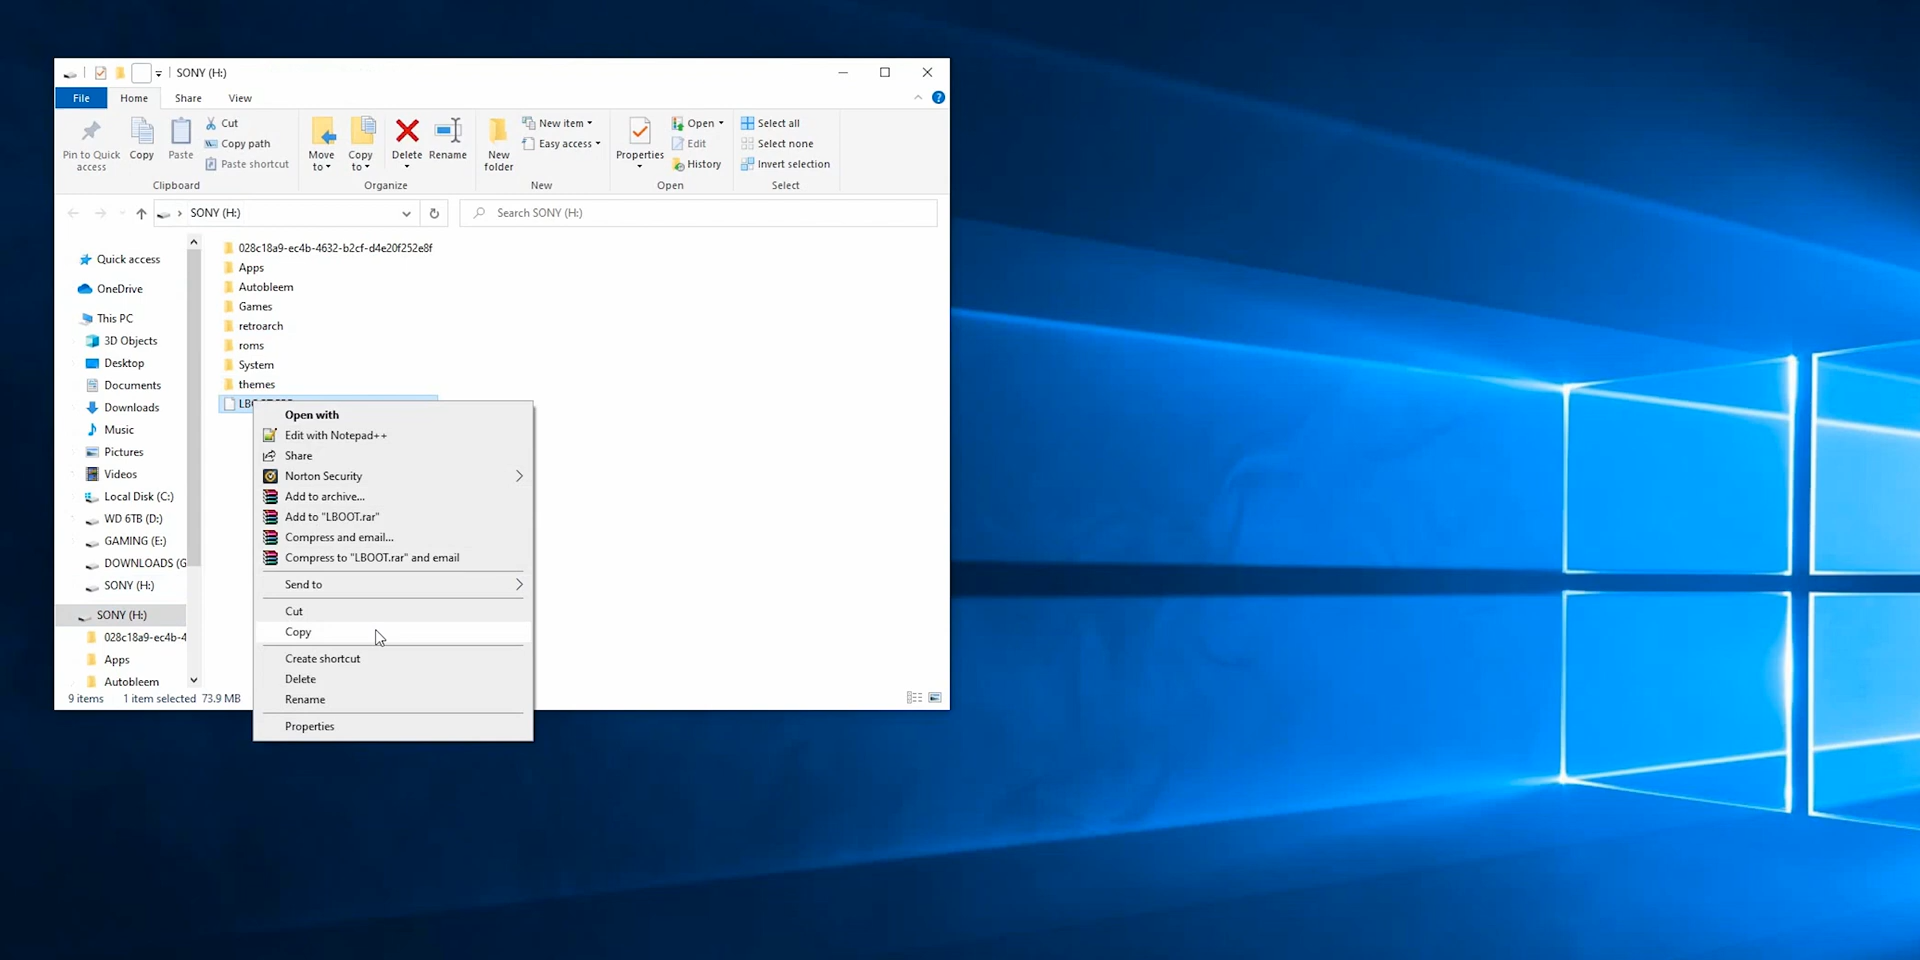 SONY (H:)
File Home Share View
Pin to Quick access
Copy
Paste
Cut
Copy path
Paste shortcut
Clipboard
Move to
Copy to
Delete
Rename
Organize
New folder
New item
Easy access
New
Properties
Open
Edit
History
Open
Select all
Select none
Invert selection
Select
SONY (H:)
Search SONY (H:)
Quick access
OneDrive
This PC
3D Objects
Desktop
Documents
Downloads
Music
Pictures
Videos
Local Disk (C:)
WD 6TB (D:)
GAMING (E:)
DOWNLOADS (G
SONY (H:)
SONY (H:)
028c18a9-ec4b-4
Apps
Autobleem
028c18a9-ec4b-4632-b2cf-d4e20f252e8f
Apps
Autobleem
Games
retroarch
roms
System
themes
Open with
Edit with Notepad++
Share
Norton Security
Add to archive...
Add to "LBOOT.rar"
Compress and email...
Compress to "LBOOT.rar" and email
Send to
Cut
Copy
Create shortcut
Delete
Rename
Properties
9 items 1 item selected 73.9 MB